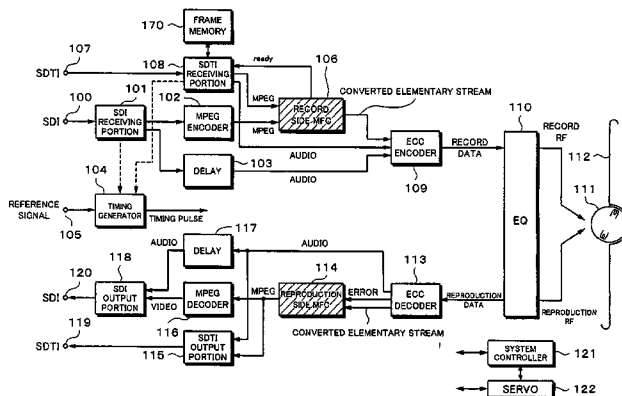 170
FRAME
MEMORY
107
108
SDTI
SDTI
RECEIVING
PORTION
ready
106
100
101
102
MPEG
CONVERTED ELEMENTARY STREAM
SDI
SDI
RECEIVING
PORTION
MPEG
ENCODER
MPEG
RECORD
SIDE-MFC
110
RECORD
RF
112
103
AUDIO
ECC
ENCODER
RECORD
DATA
104
DELAY
AUDIO
109
111
REFERENCE
SIGNAL
TIMING
GENERATOR
TIMING PULSE
EQ
105
117
118
AUDIO
DELAY
AUDIO
113
120
114
SDI
SDI
OUTPUT
PORTION
VIDEO
MPEG
DECODER
MPEG
REPRODUCTION
SIDE-MFC
ERROR
ECC
DECODER
REPRODUCTION
DATA
REPRODUCTION
RF
119
116
CONVERTED ELEMENTARY STREAM
SDTI
115
SDTI
OUTPUT
PORTION
SYSTEM
CONTROLLER
121
SERVO
122